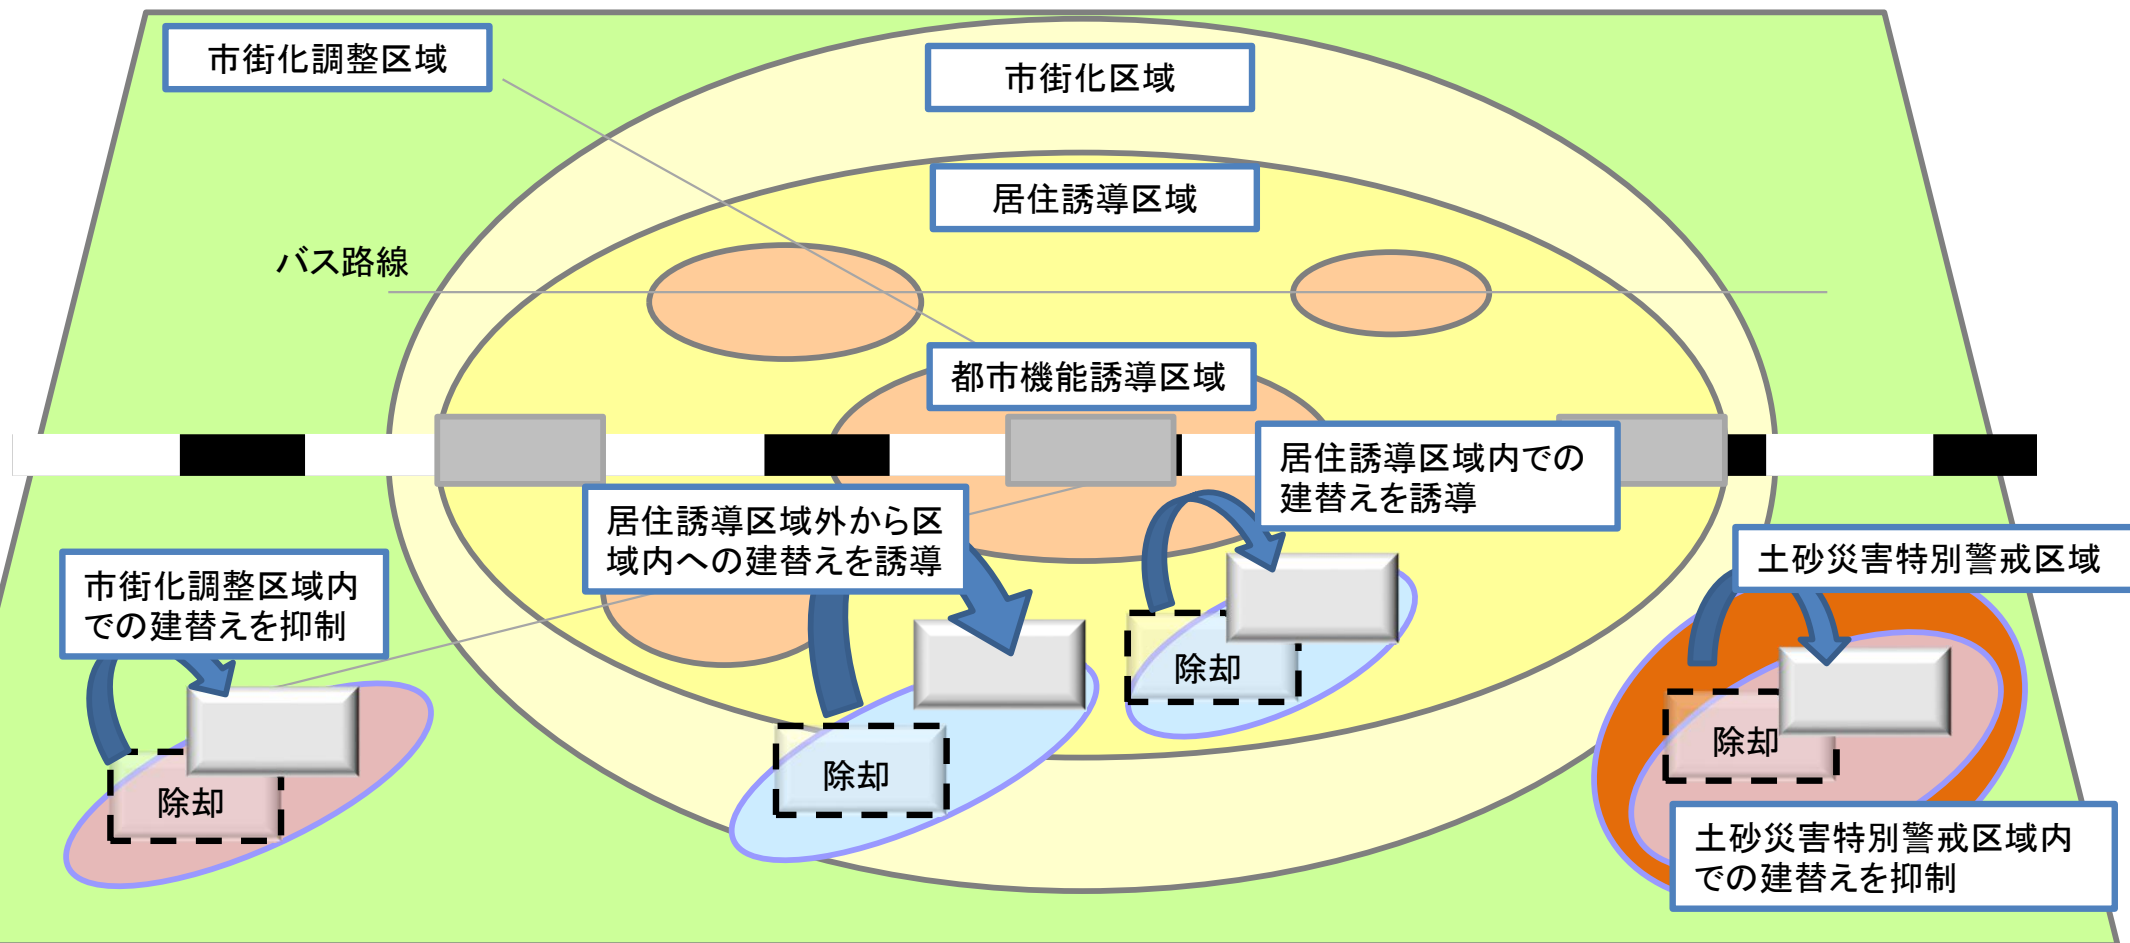 市街化調整区域
市街化区域
居住誘導区域
バス路線
都市機能誘導区域
居住誘導区域内での
建替えを誘導
居住誘導区域外から区
域内への建替えを誘導
土砂災害特別警戒区域
市街化調整区域内
での建替えを抑制
除却
除却
除却
除却
土砂災害特別警戒区域内
での建替えを抑制